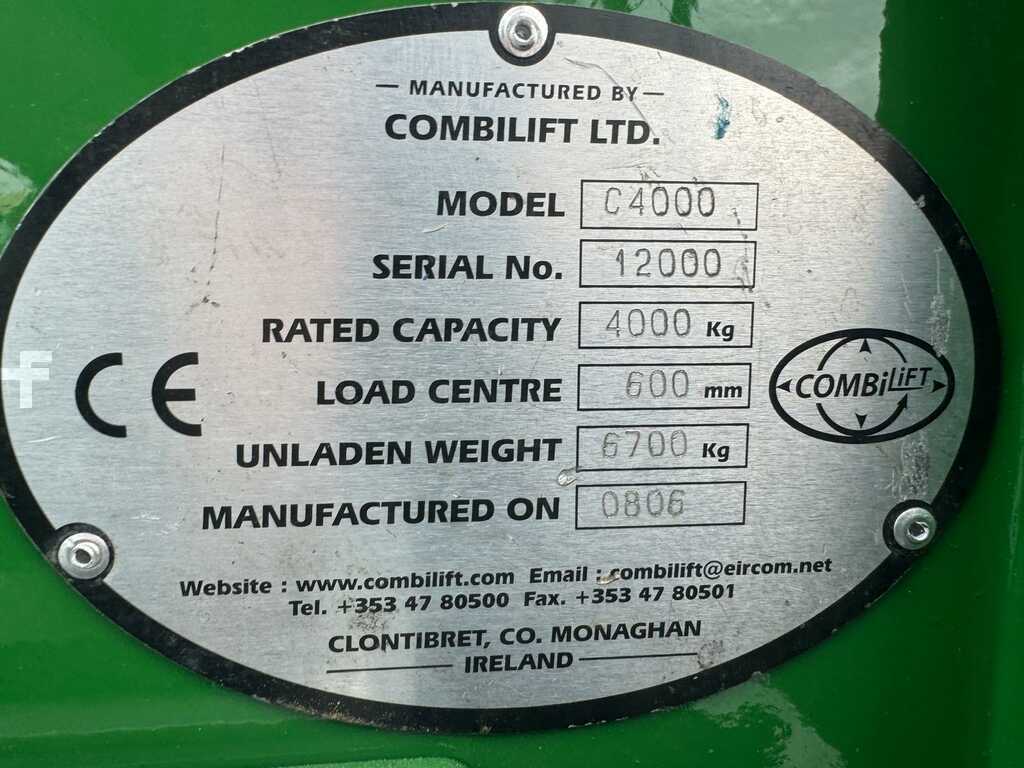 — MANUFACTURED BY —
COMBILIFT LTD.
MODEL C4000
SERIAL No. 12000
RATED CAPACITY 4000 Kg
LOAD CENTRE 600 mm
UNLADEN WEIGHT 6700 Kg
MANUFACTURED ON 0806
CE
COMBiLiFT
Website : www.combilift.com Email : combilift@eircom.net
Tel. +353 47 80500 Fax. +353 47 80501
CLONTIBRET, CO. MONAGHAN
IRELAND